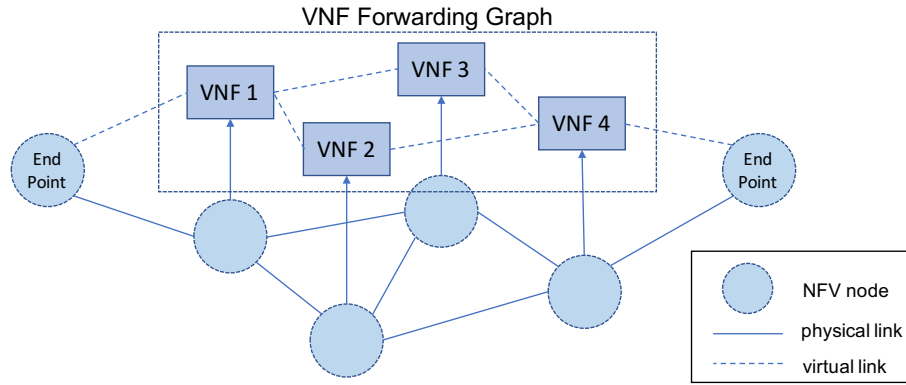 VNF Forwarding Graph
VNF 1
VNF 3
VNF 2
VNF 4
End
Point
End
Point
NFV node
physical link
virtual link